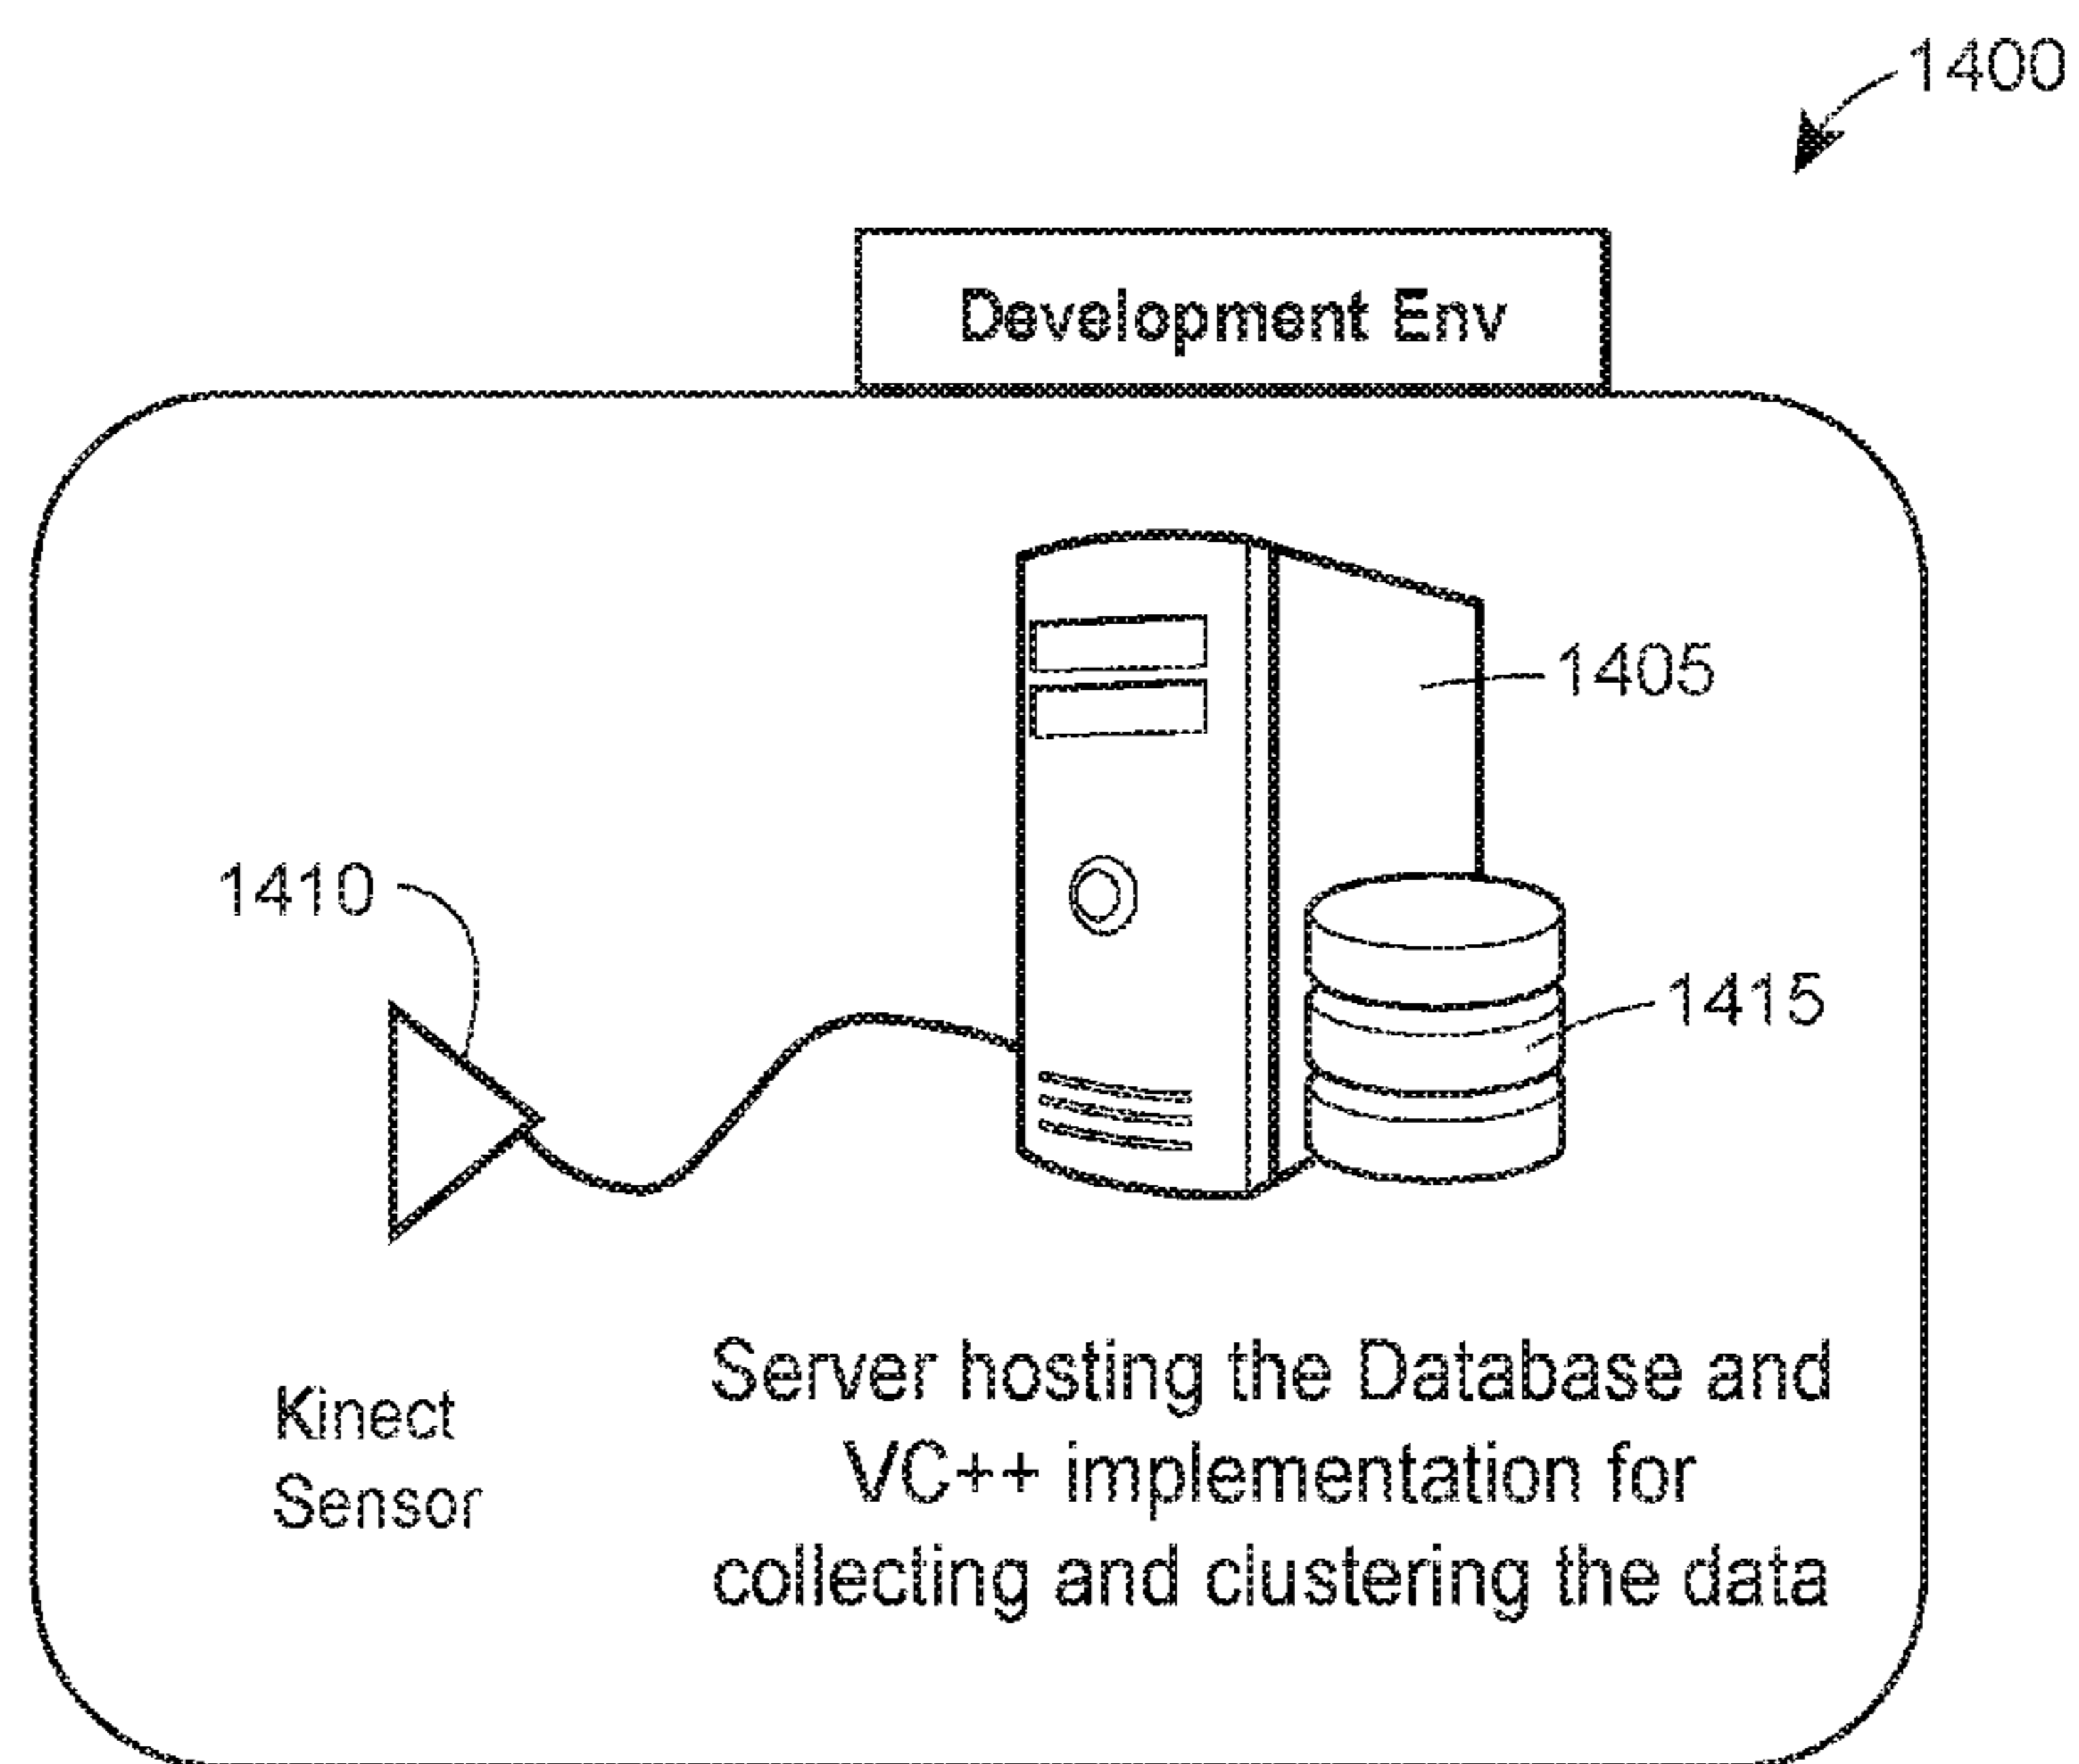 1400
Development Env
1405
1410
1415
Kinect
Sensor
Server hosting the Database and
VC++ implementation for
collecting and clustering the data